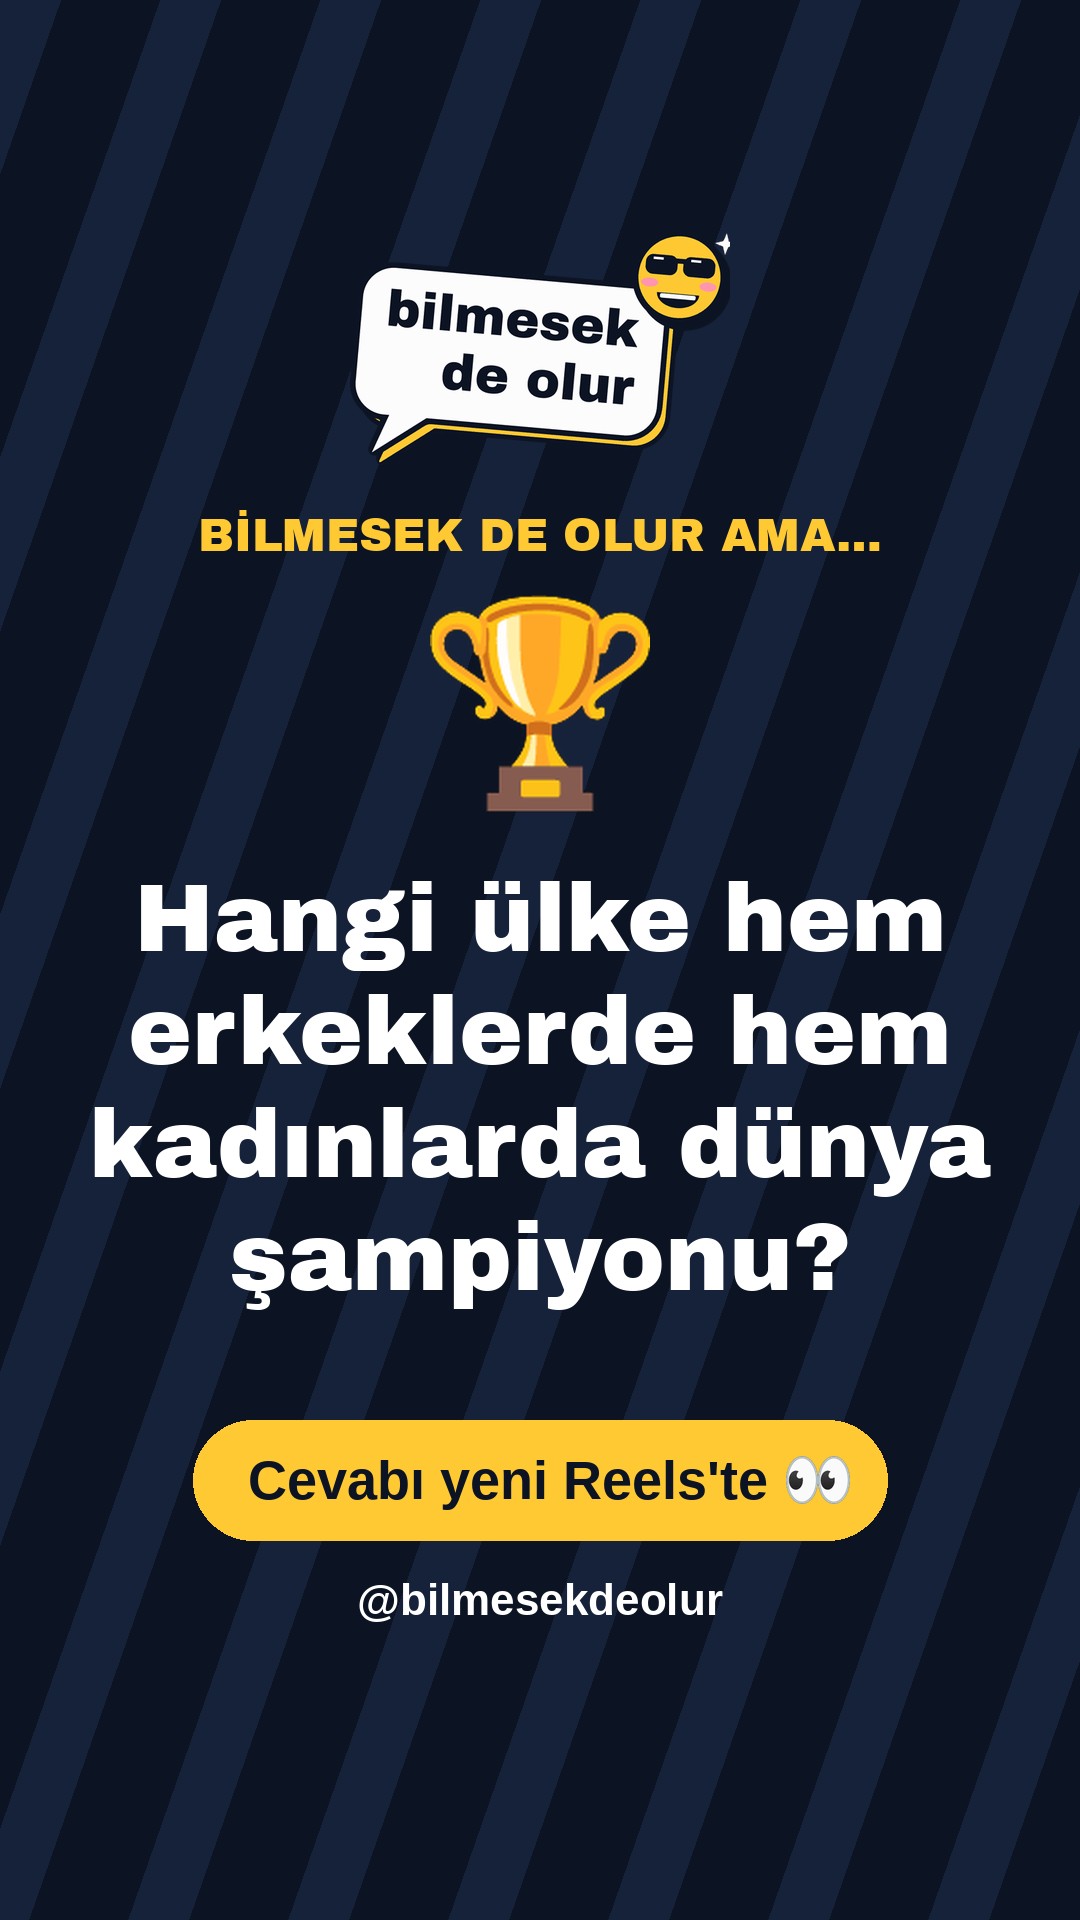 bilmesek
de olur
BİLMESEK DE OLUR AMA...
Hangi ülke hem
erkeklerde hem
kadınlarda dünya
şampiyonu?
Cevabı yeni Reels'te 👀
@bilmesekdeolur